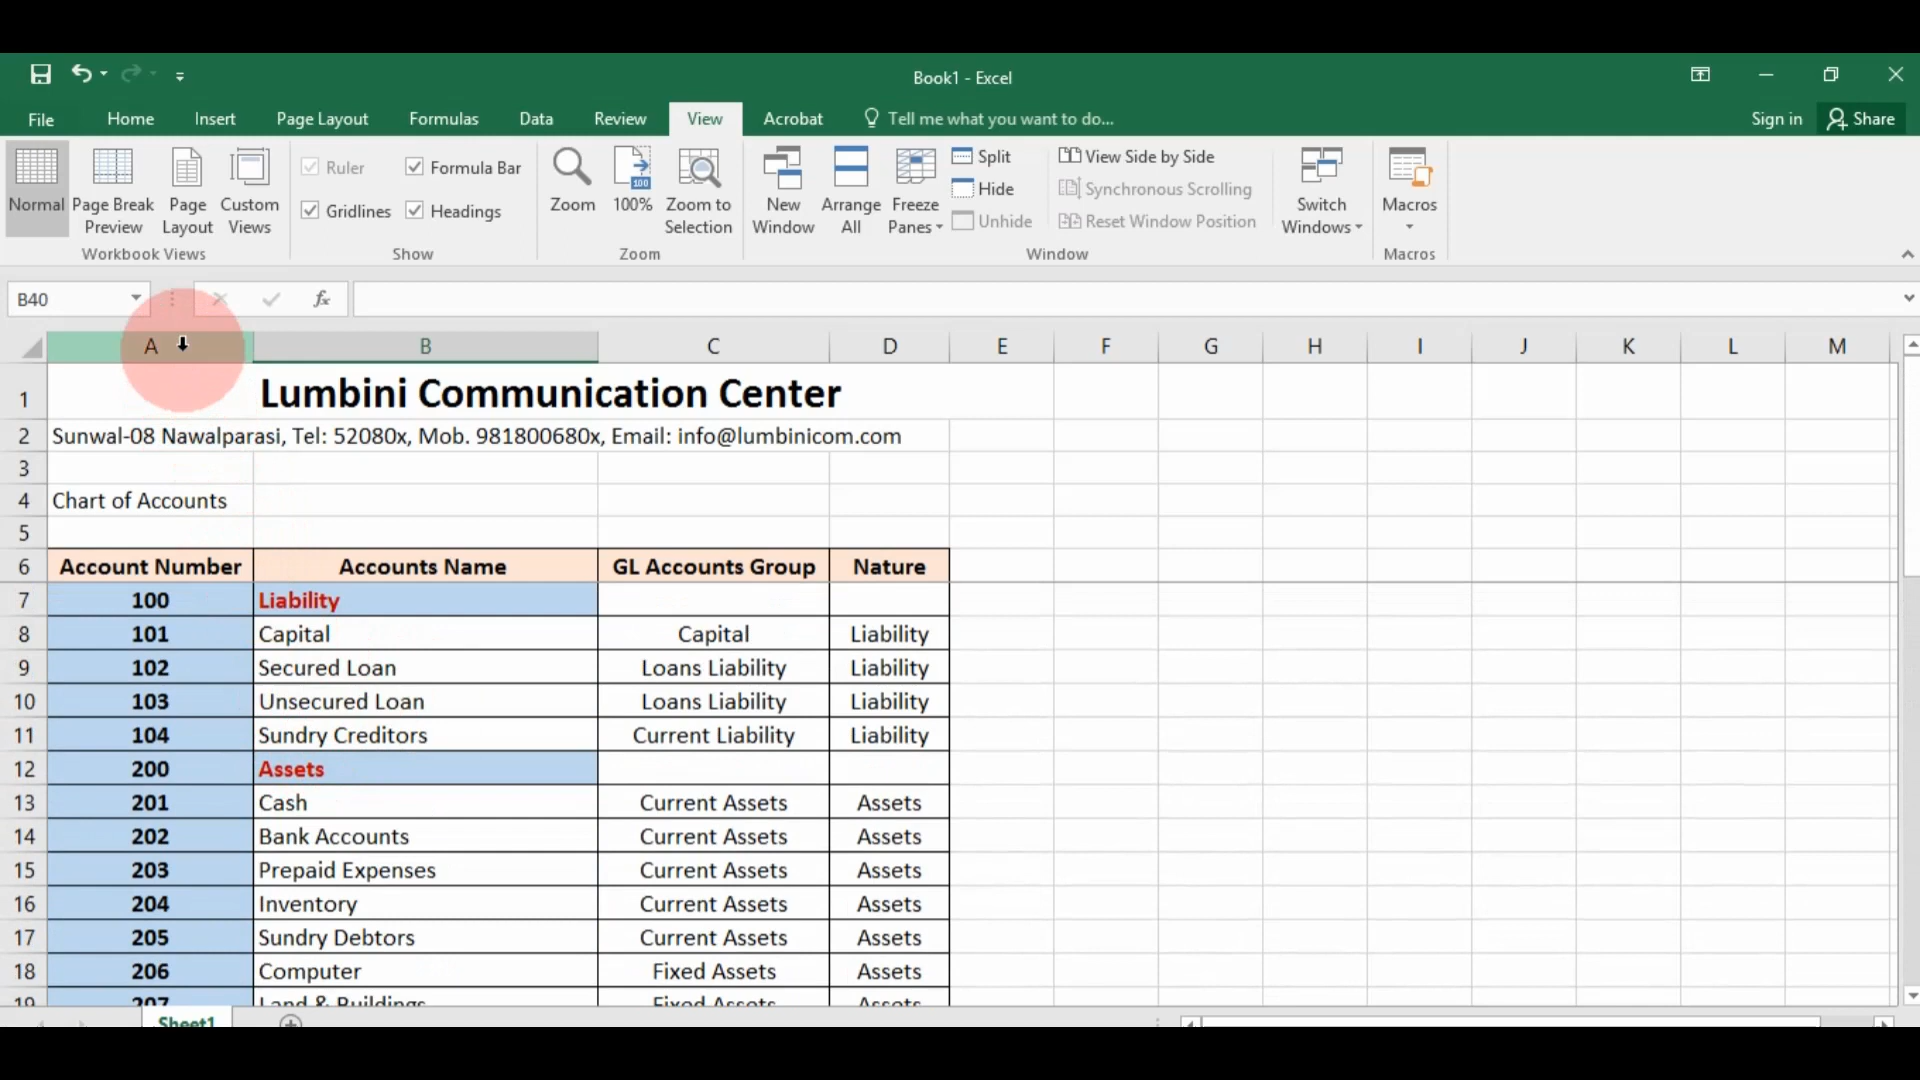 Book1 - Excel
File Home Insert Page Layout Formulas Data Review View Acrobat Tell me what you want to do... Sign in Share
Normal Page Break Preview Page Layout Custom Views
Workbook Views
Ruler Formula Bar
Gridlines Headings
Show
Zoom 100% Zoom to Selection
100
Zoom
New Window Arrange All Freeze Panes
Split View Side by Side
Hide Synchronous Scrolling
Unhide Reset Window Position
Switch Windows
Window
Macros
Macros
B40 fx
A B C D E F G H I J K L M
1 Lumbini Communication Center
2 Sunwal-08 Nawalparasi, Tel: 52080x, Mob. 981800680x, Email: info@lumbinicom.com
3
4 Chart of Accounts
5
6 Account Number Accounts Name GL Accounts Group Nature
7 100 Liability
8 101 Capital Capital Liability
9 102 Secured Loan Loans Liability Liability
10 103 Unsecured Loan Loans Liability Liability
11 104 Sundry Creditors Current Liability Liability
12 200 Assets
13 201 Cash Current Assets Assets
14 202 Bank Accounts Current Assets Assets
15 203 Prepaid Expenses Current Assets Assets
16 204 Inventory Current Assets Assets
17 205 Sundry Debtors Current Assets Assets
18 206 Computer Fixed Assets Assets
19 207 Land & Buildings Fixed Assets Assets
Sheet1